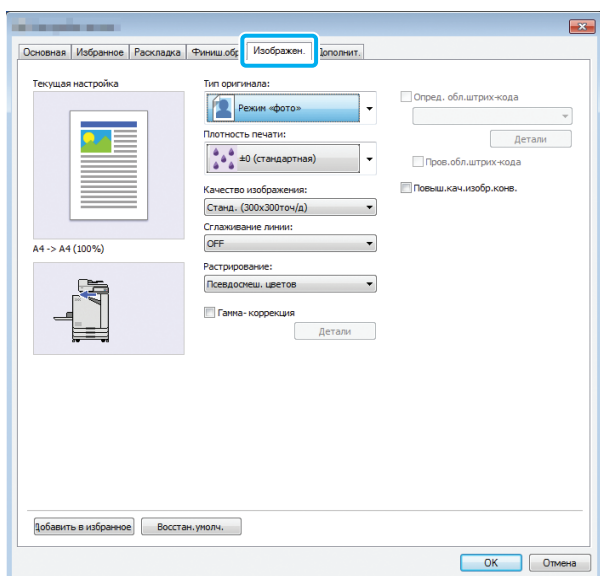 Основная Избранное Раскладка Финиш.обр Изображен. Дополнит.
Текущая настройка
A4 -> A4 (100%)
Тип оригинала:
Режим «фото»
Плотность печати:
±0 (стандартная)
Качество изображения:
Станд. (300x300точ/д)
Сглаживание линии:
OFF
Растрирование:
Псевдосмеш. цветов
Гамма- коррекция
Детали
Опред. обл.штрих-кода
Детали
Пров.обл.штрих-кода
Повыш.кач.изобр.конв.
Добавить в избранное Восстан.умолч.
OK Отмена